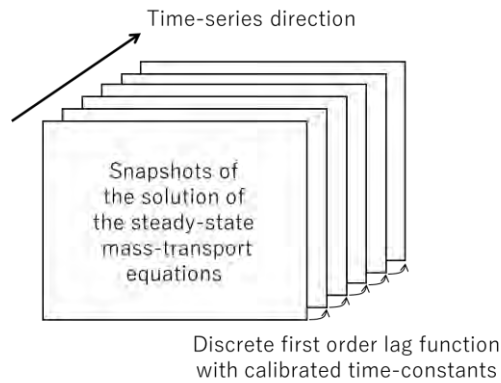 Time-series direction
Snapshots of
the solution of
the steady-state
mass-transport
equations
Discrete first order lag function
with calibrated time-constants